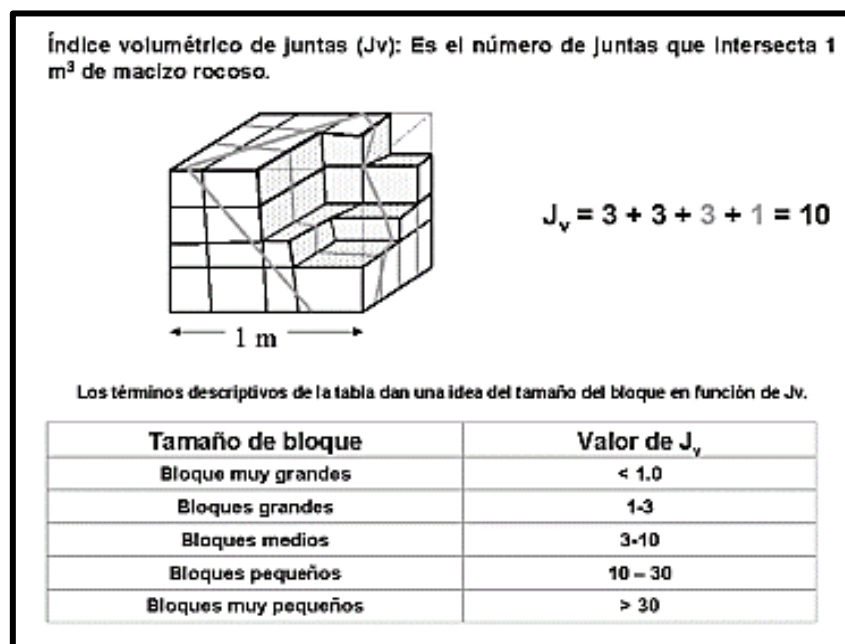 Índice volumétrico de juntas (Jv): Es el número de juntas que intersecta 1
m³ de macizo rocoso.
Jv = 3 + 3 + 3 + 1 = 10
1 m
Los términos descriptivos de la tabla dan una idea del tamaño del bloque en función de Jv.
Tamaño de bloque Valor de Jv
Bloque muy grandes < 1.0
Bloques grandes 1-3
Bloques medios 3-10
Bloques pequeños 10 – 30
Bloques muy pequeños > 30